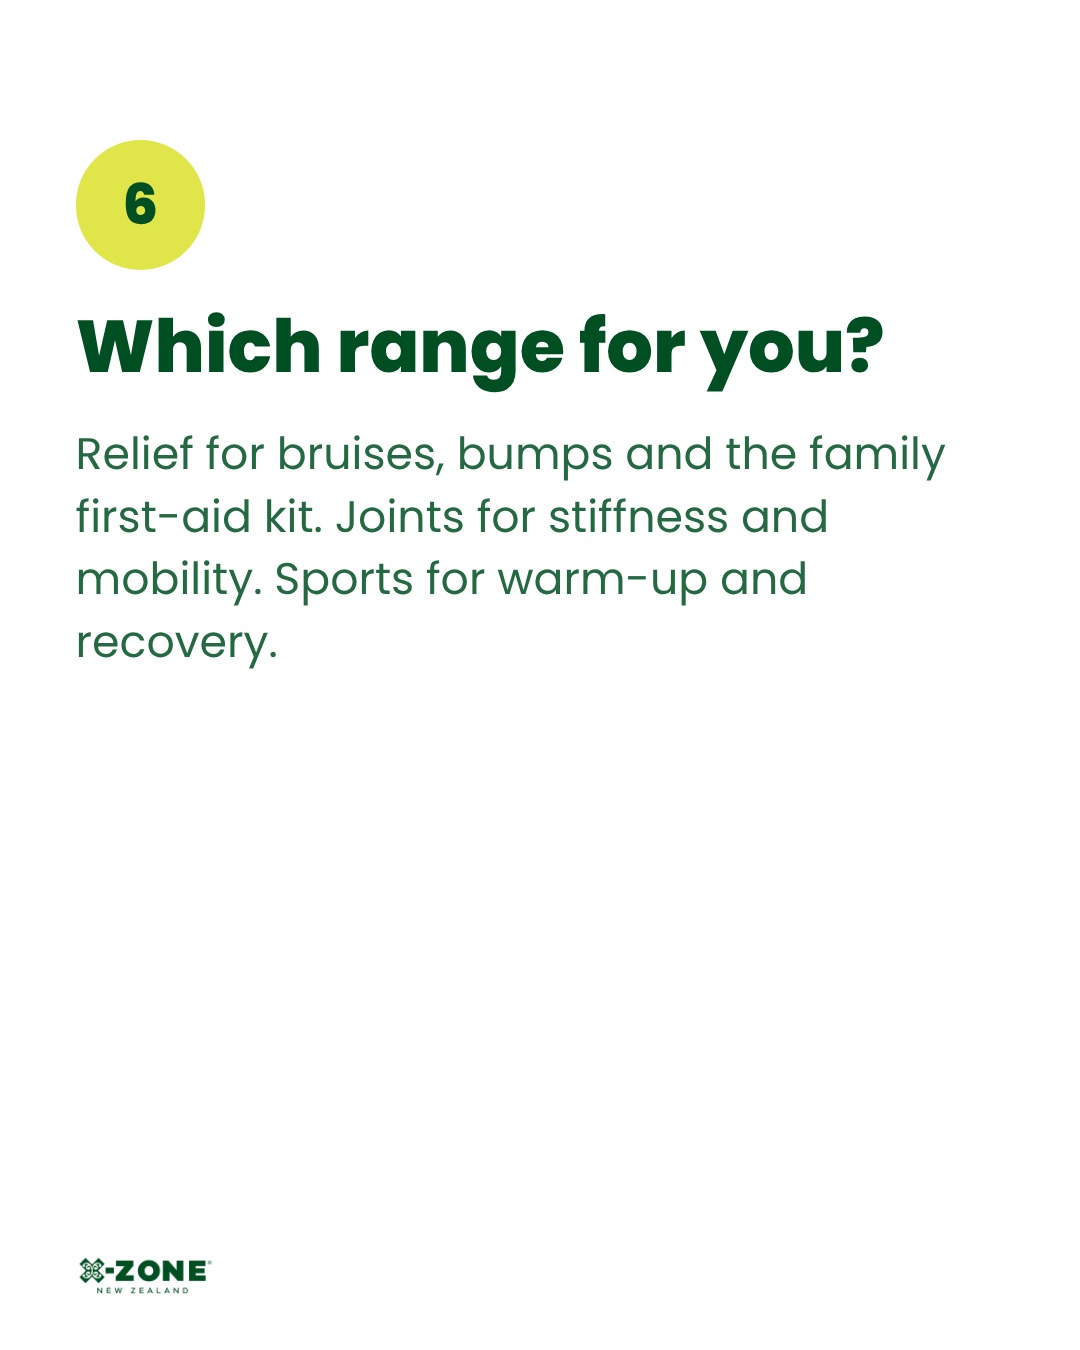 6
Which range for you?
Relief for bruises, bumps and the family
first-aid kit. Joints for stiffness and
mobility. Sports for warm-up and
recovery.
X-ZONE®
NEW ZEALAND